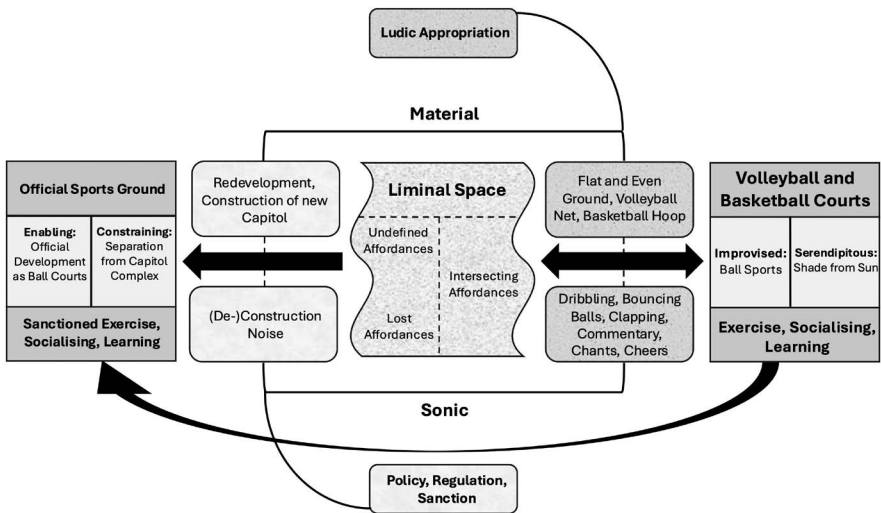 Ludic Appropriation
Material
Official Sports Ground
Enabling:
Official
Development
as Ball Courts
Constraining:
Separation
from Capitol
Complex
Sanctioned Exercise,
Socialising, Learning
Redevelopment,
Construction of new
Capitol
(De-)Construction
Noise
Liminal Space
Undefined
Affordances
Intersecting
Affordances
Lost
Affordances
Flat and Even
Ground, Volleyball
Net, Basketball Hoop
Dribbling, Bouncing
Balls, Clapping,
Commentary,
Chants, Cheers
Volleyball and
Basketball Courts
Improvised:
Ball Sports
Serendipitous:
Shade from Sun
Exercise, Socialising,
Learning
Sonic
Policy, Regulation,
Sanction